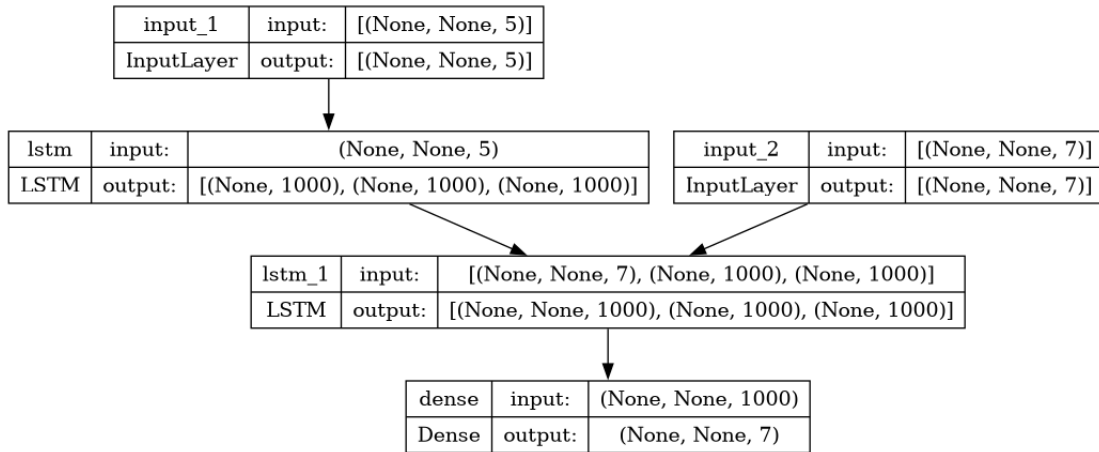 input_1 input: [(None, None, 5)]
InputLayer output: [(None, None, 5)]
lstm input: (None, None, 5)
LSTM output: [(None, 1000), (None, 1000), (None, 1000)]
input_2 input: [(None, None, 7)]
InputLayer output: [(None, None, 7)]
lstm_1 input: [(None, None, 7), (None, 1000), (None, 1000)]
LSTM output: [(None, None, 1000), (None, 1000), (None, 1000)]
dense input: (None, None, 1000)
Dense output: (None, None, 7)